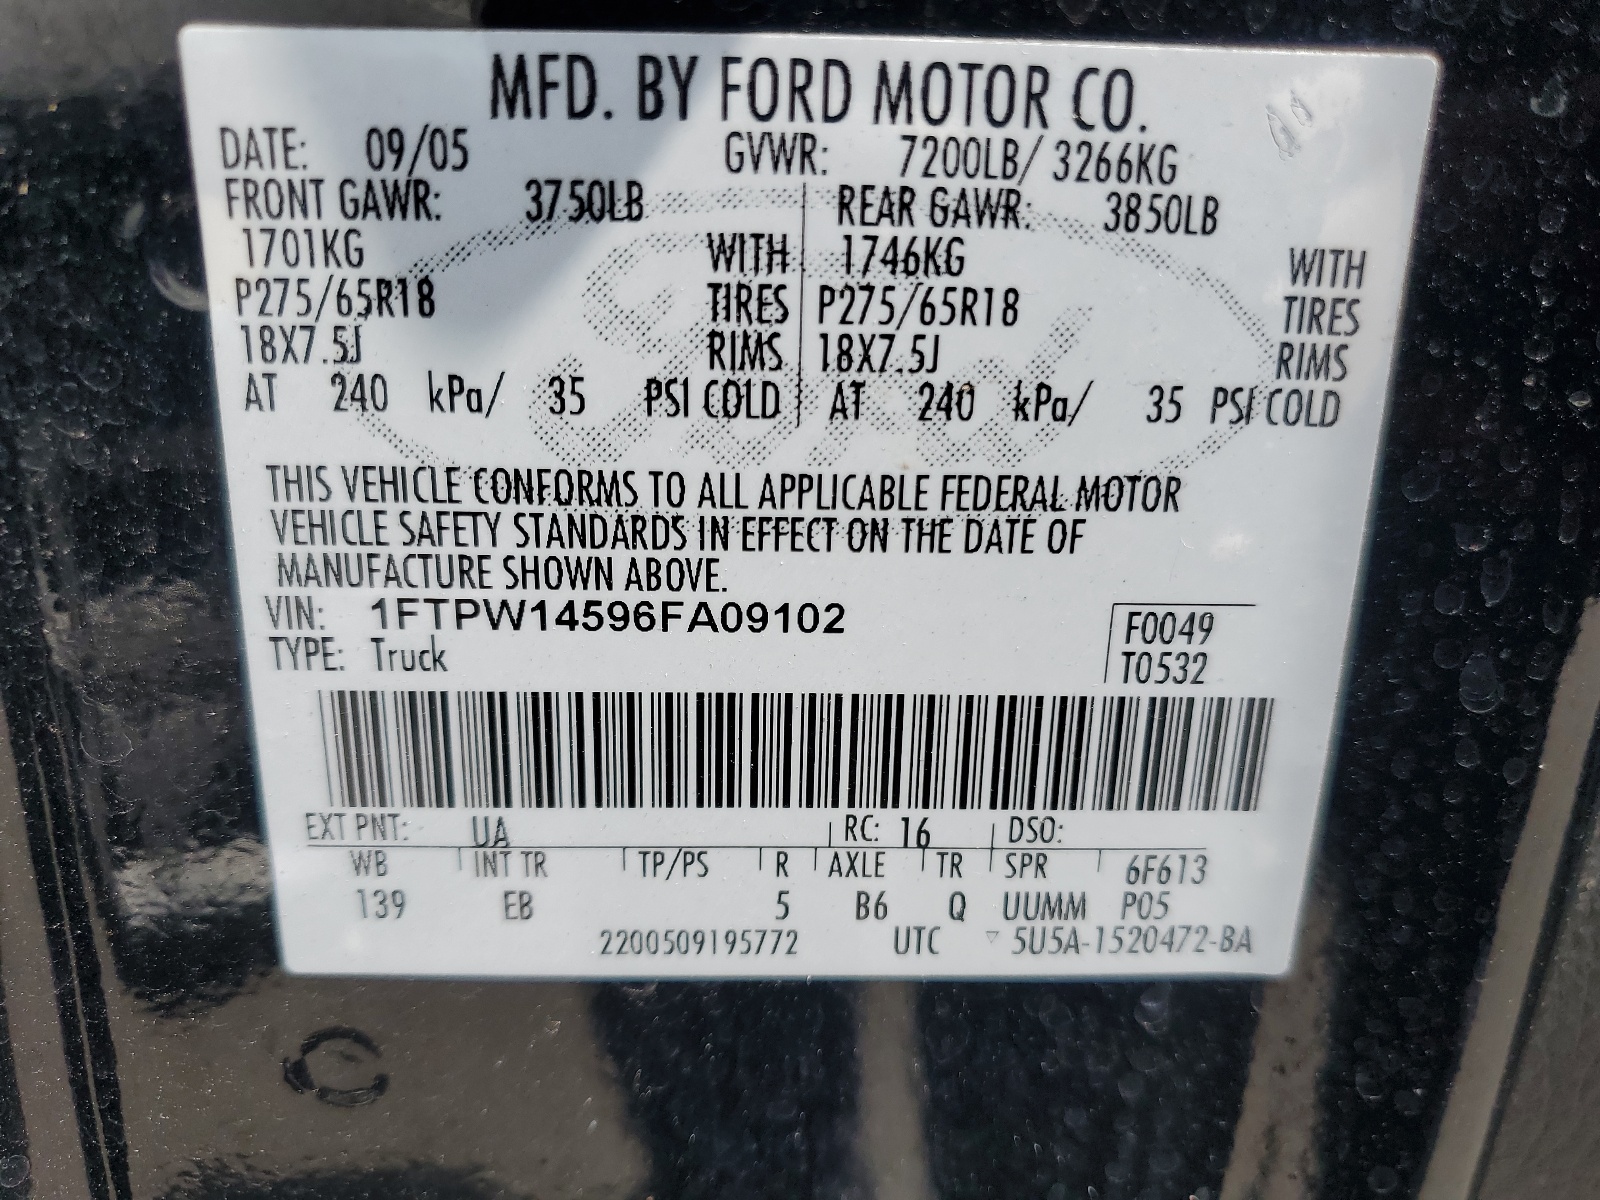 MFD. BY FORD MOTOR CO.
DATE: 09/05 GVWR: 7200LB/ 3266KG
FRONT GAWR: 3750LB REAR GAWR: 3850LB
1701KG WITH 1746KG WITH
P275/65R18 TIRES P275/65R18 TIRES
18X7.5J RIMS 18X7.5J RIMS
AT 240 kPa/ 35 PSI COLD AT 240 kPa/ 35 PSI COLD
THIS VEHICLE CONFORMS TO ALL APPLICABLE FEDERAL MOTOR
VEHICLE SAFETY STANDARDS IN EFFECT ON THE DATE OF
MANUFACTURE SHOWN ABOVE.
VIN: 1FTPW14596FA09102 F0049
TYPE: Truck T0532
EXT PNT: UA RC: 16 DSO:
WB INT TR TP/PS R AXLE TR SPR 6F613
139 EB 5 B6 Q UUMM P05
2200509195772 UTC ▽ 5U5A-1520472-BA
Ford